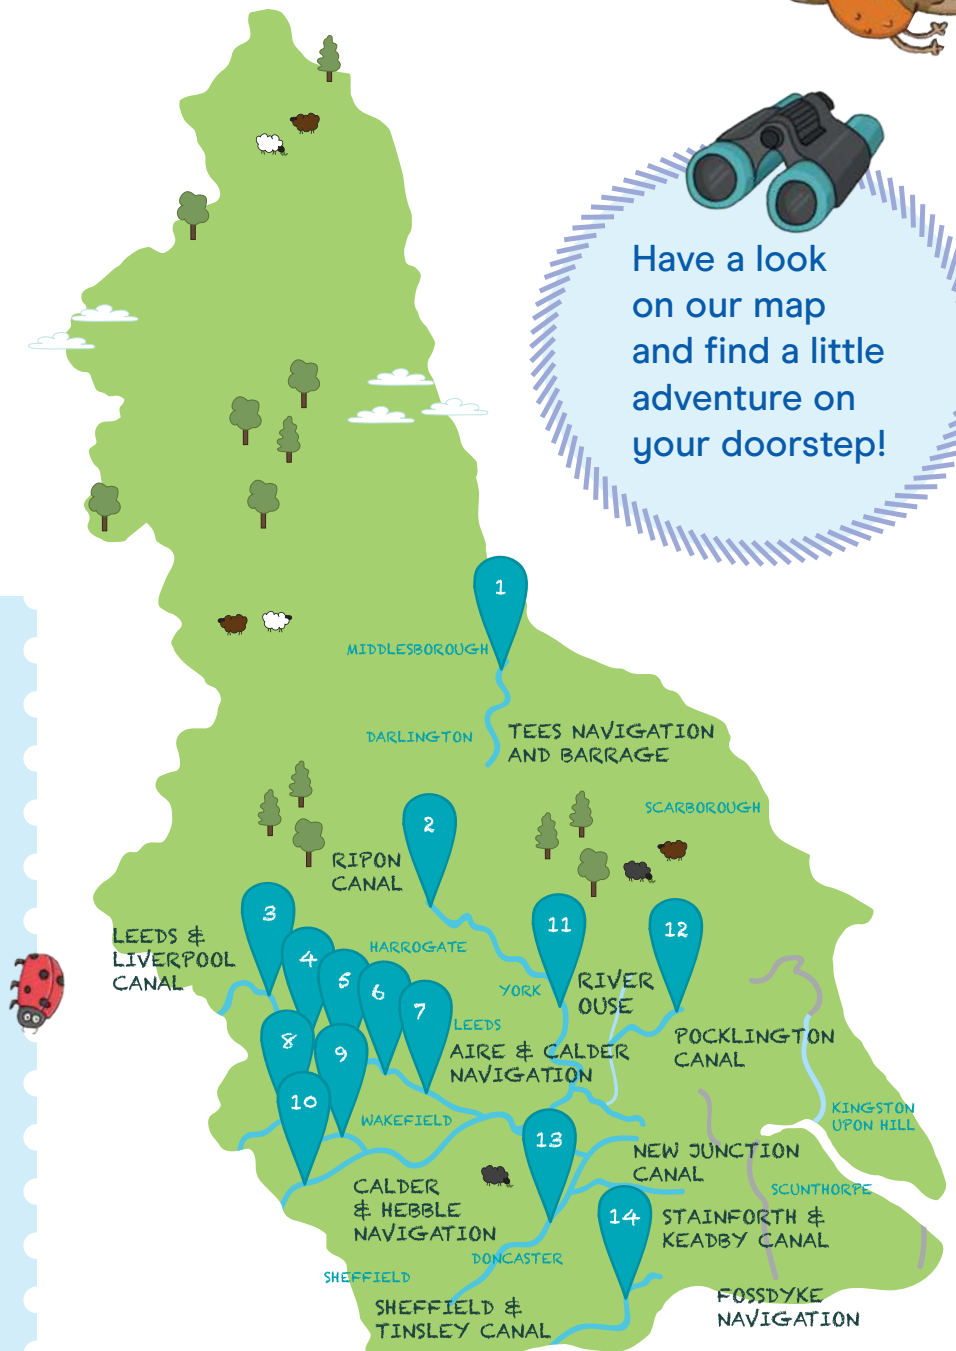 Have a look
on our map
and find a little
adventure on
your doorstep!
1
MIDDLESBOROUGH
DARLINGTON
TEES NAVIGATION
AND BARRAGE
SCARBOROUGH
2
RIPON
CANAL
3
LEEDS &
LIVERPOOL
CANAL
4
5
6
7
HARROGATE
LEEDS
11
YORK
RIVER
OUSE
12
POCKLINGTON
CANAL
AIRE & CALDER
NAVIGATION
8
9
10
WAKEFIELD
KINGSTON
UPON HILL
13
NEW JUNCTION
CANAL
SCUNTHORPE
CALDER
& HEBBLE
NAVIGATION
14
STAINFORTH &
KEADBY CANAL
DONCASTER
SHEFFIELD
SHEFFIELD &
TINSLEY CANAL
FOSSDYKE
NAVIGATION